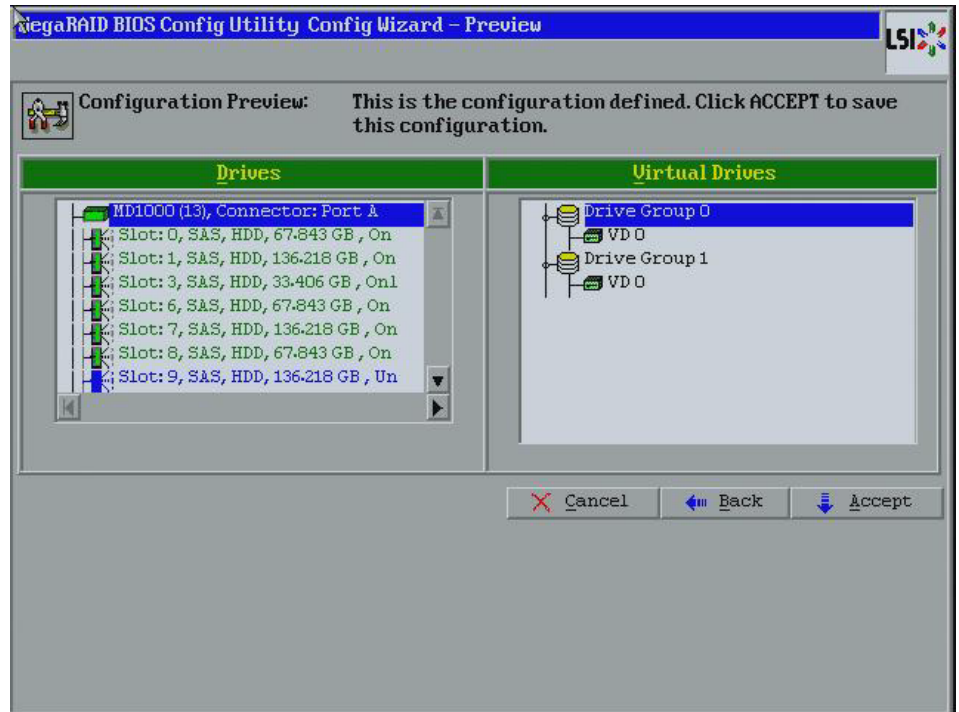 MegaRAID BIOS Config Utility Config Wizard – Preview
LSI
Configuration Preview:
This is the configuration defined. Click ACCEPT to save
this configuration.
Drives
MD1000 (13), Connector: Port A
Slot: 0, SAS, HDD, 67.843 GB , On
Slot: 1, SAS, HDD, 136.218 GB , On
Slot: 3, SAS, HDD, 33.406 GB , Onl
Slot: 6, SAS, HDD, 67.843 GB , On
Slot: 7, SAS, HDD, 136.218 GB , On
Slot: 8, SAS, HDD, 67.843 GB , On
Slot: 9, SAS, HDD, 136.218 GB , Un
Virtual Drives
Drive Group 0
VD 0
Drive Group 1
VD 0
Cancel
Back
Accept